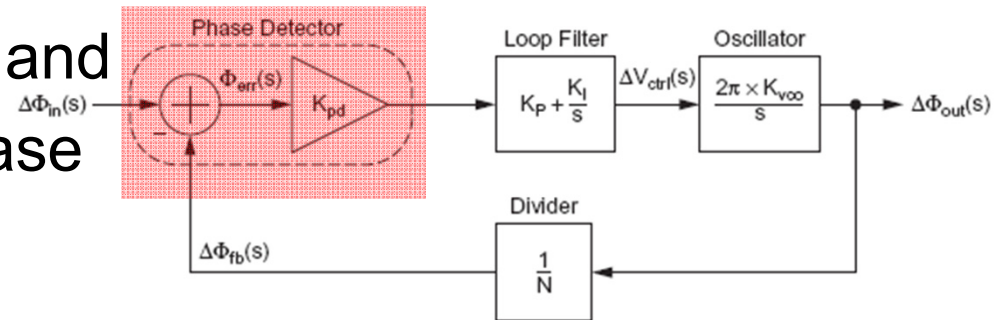 and
ase
Phase Detector
ΔΦin(s)
Φerr(s)
Kpd
−
Loop Filter
KP + KI/s
ΔVctrl(s)
Oscillator
2π × Kvco/s
ΔΦout(s)
Divider
1/N
ΔΦfb(s)